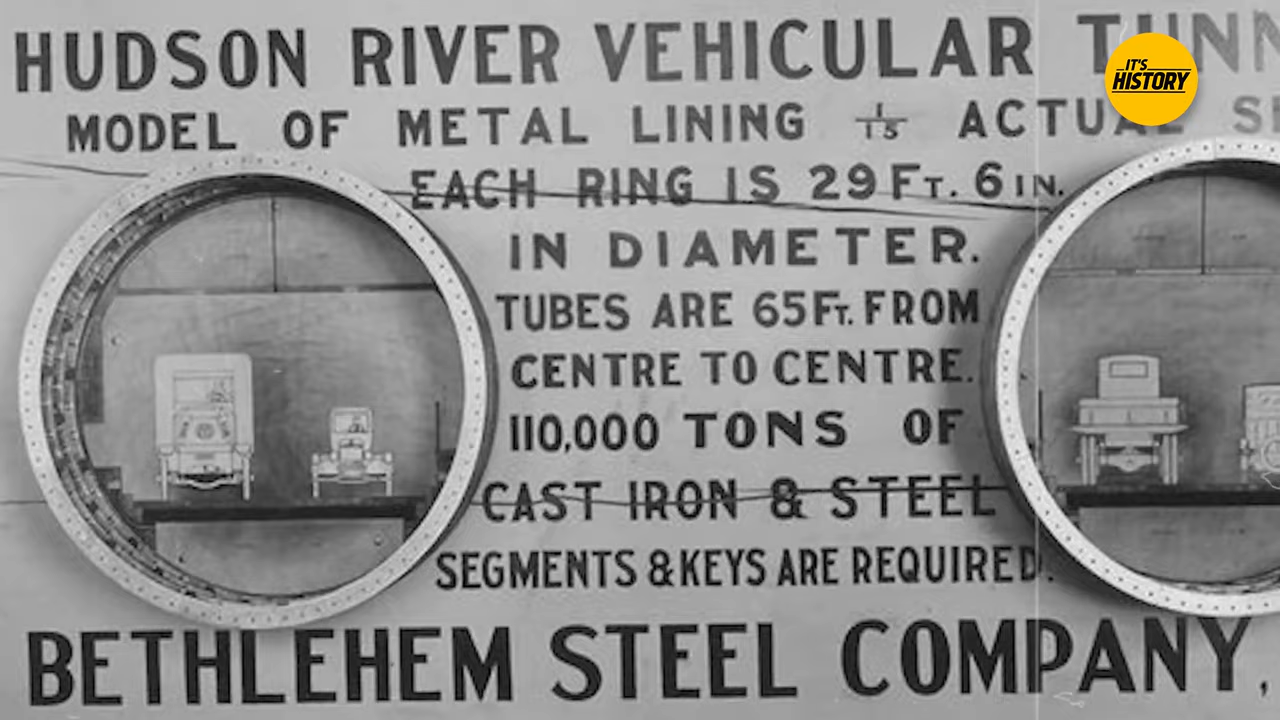 HUDSON RIVER VEHICULAR TUNN
MODEL OF METAL LINING 1/15 ACTUAL
EACH RING IS 29 FT. 6 IN.
IN DIAMETER.
TUBES ARE 65 FT. FROM
CENTRE TO CENTRE.
110,000 TONS OF
CAST IRON & STEEL
SEGMENTS & KEYS ARE REQUIRED.
BETHLEHEM STEEL COMPANY,
IT'S
HISTORY